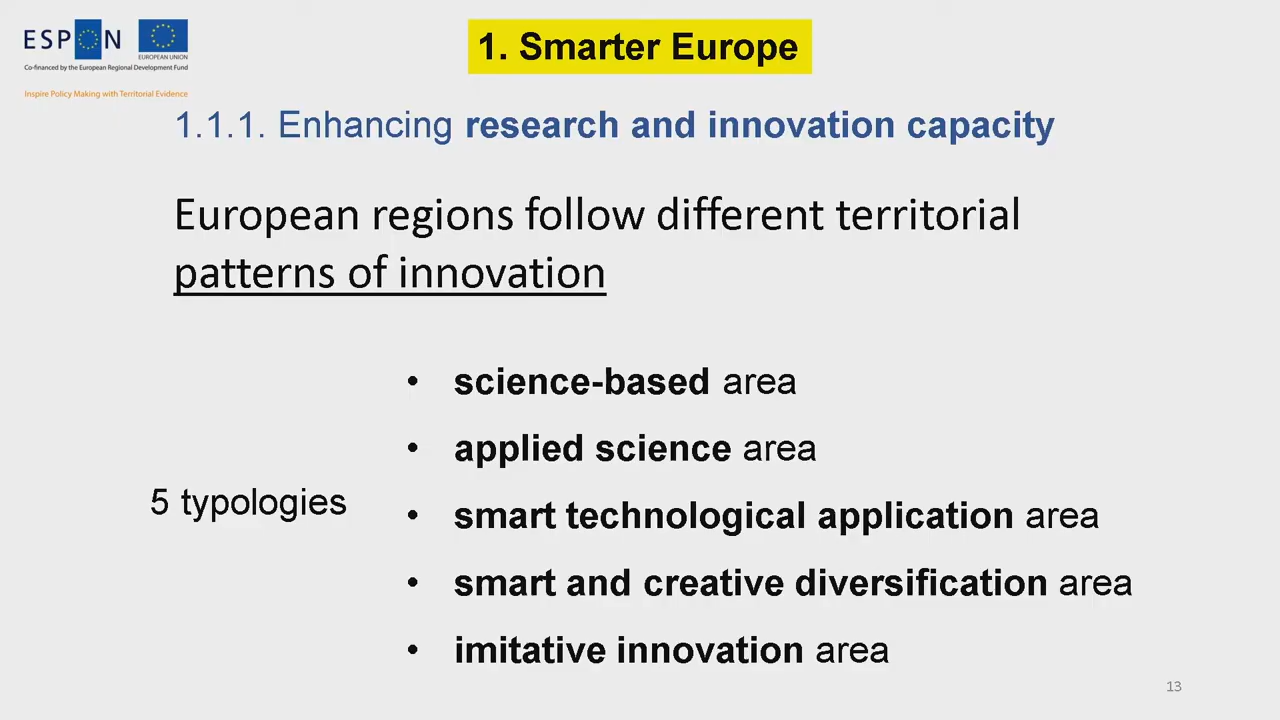 ESPON
EUROPEAN UNION
Co-financed by the European Regional Development Fund
Inspire Policy Making with Territorial Evidence
1. Smarter Europe
1.1.1. Enhancing research and innovation capacity
European regions follow different territorial
patterns of innovation
5 typologies
• science-based area
• applied science area
• smart technological application area
• smart and creative diversification area
• imitative innovation area
13